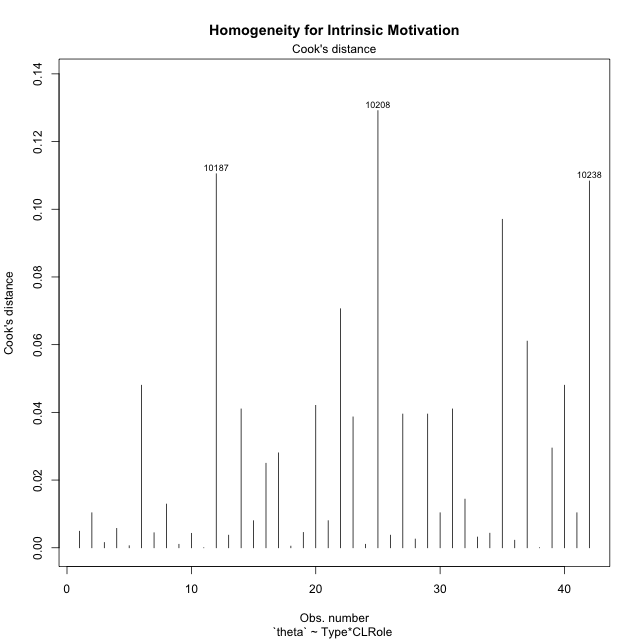 Homogeneity for Intrinsic Motivation
Cook's distance
0.14
0.12
0.10
0.08
0.06
0.04
0.02
0.00
Cook's distance
10187
10208
10238
0 10 20 30 40
Obs. number
`theta` ~ Type*CLRole